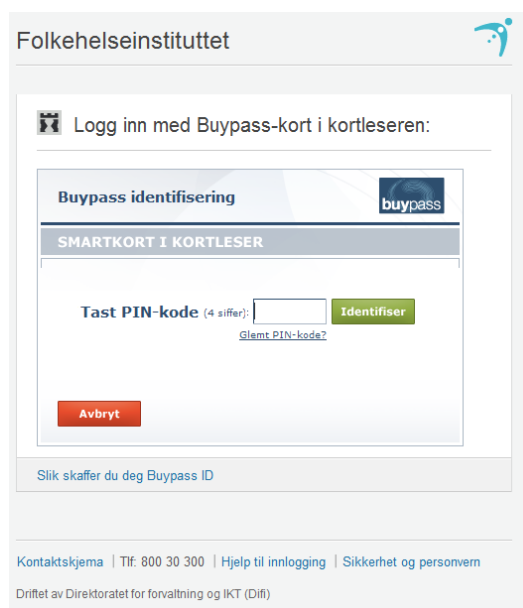 Folkehelseinstituttet
Logg inn med Buypass-kort i kortleseren:
Buypass identifisering
buypass
SMARTKORT I KORTLESER
Tast PIN-kode (4 siffer): Identifiser
Glemt PIN-kode?
Avbryt
Slik skaffer du deg Buypass ID
Kontaktskjema | Tlf: 800 30 300 | Hjelp til innlogging | Sikkerhet og personvern
Driftet av Direktoratet for forvaltning og IKT (Difi)